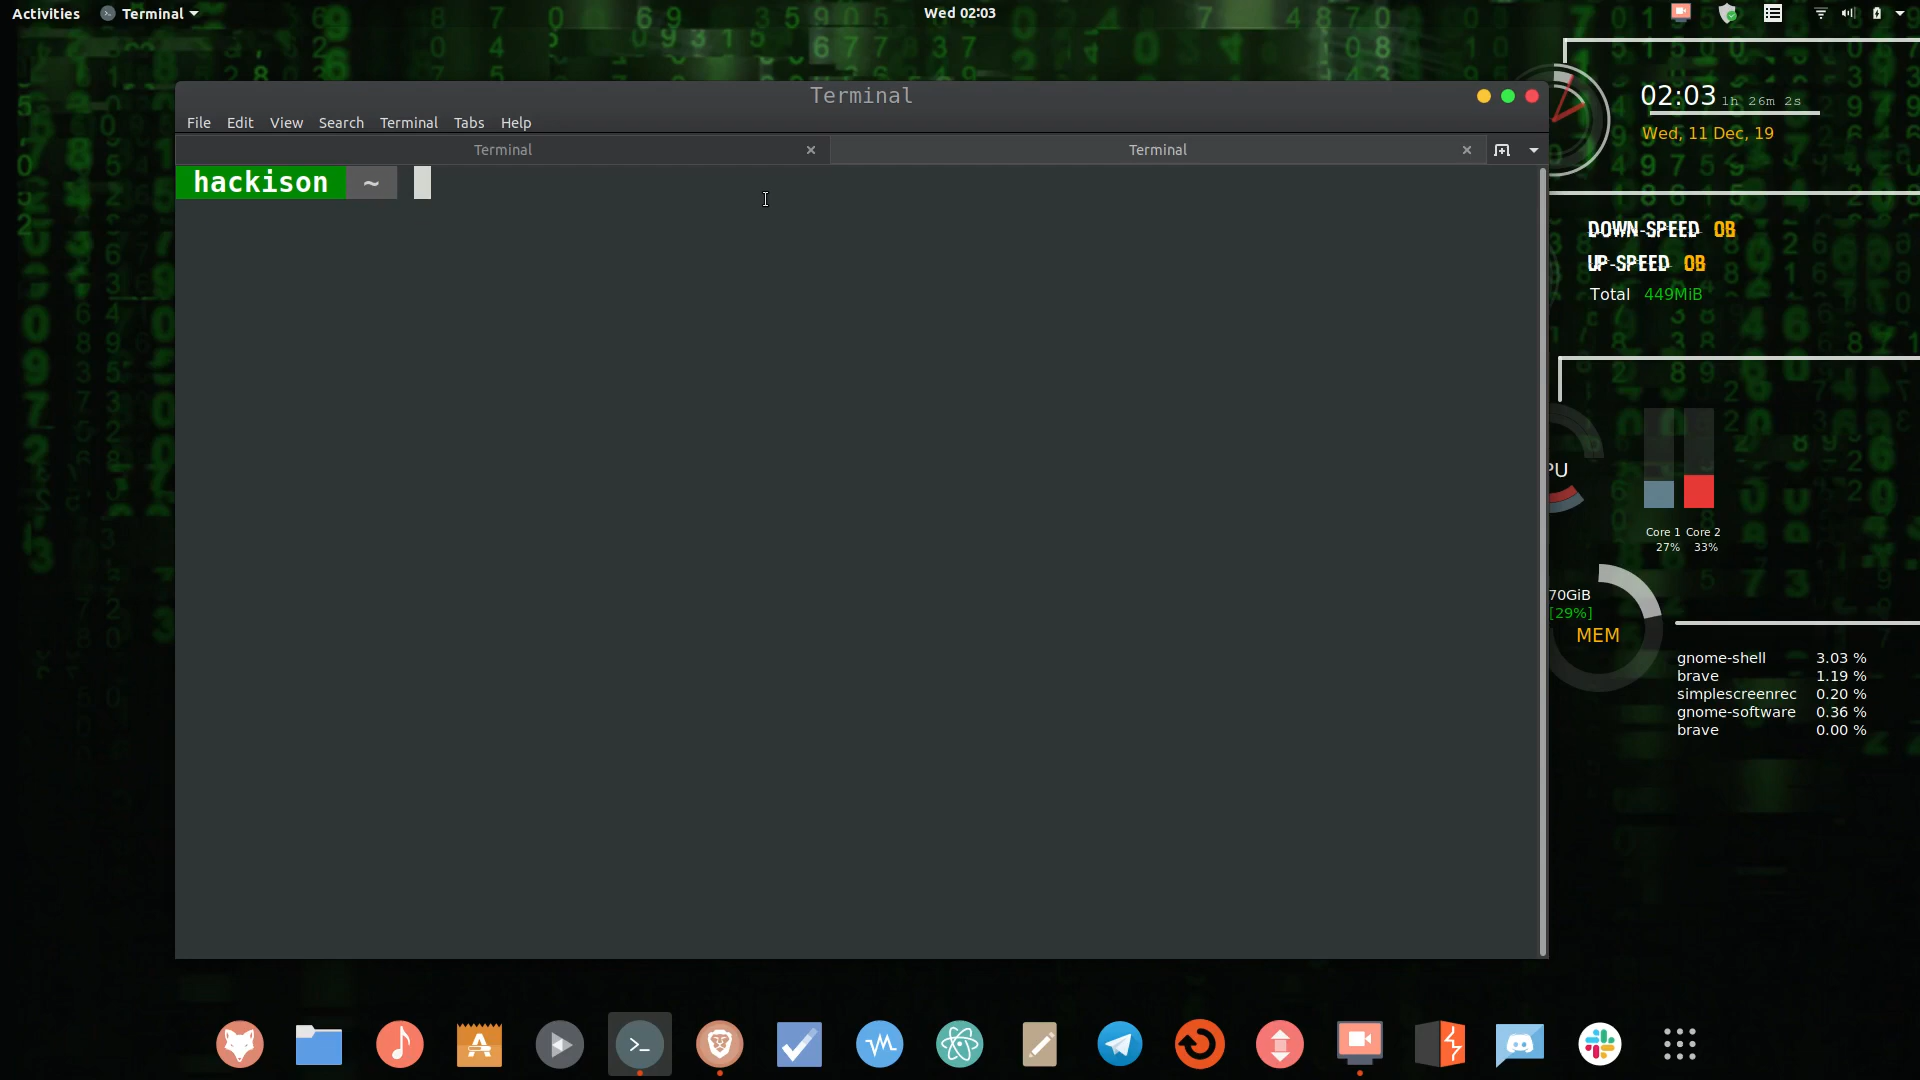 Activities Terminal Wed 02:03
Terminal
File Edit View Search Terminal Tabs Help
Terminal Terminal
hackison ~
02:03 1h 26m 2s
Wed, 11 Dec, 19
DOWN-SPEED 0B
UP-SPEED 0B
Total 449MiB
PU
Core 1 Core 2
27% 33%
70GiB
[29%]
MEM
gnome-shell 3.03 %
brave 1.19 %
simplescreenrec 0.20 %
gnome-software 0.36 %
brave 0.00 %